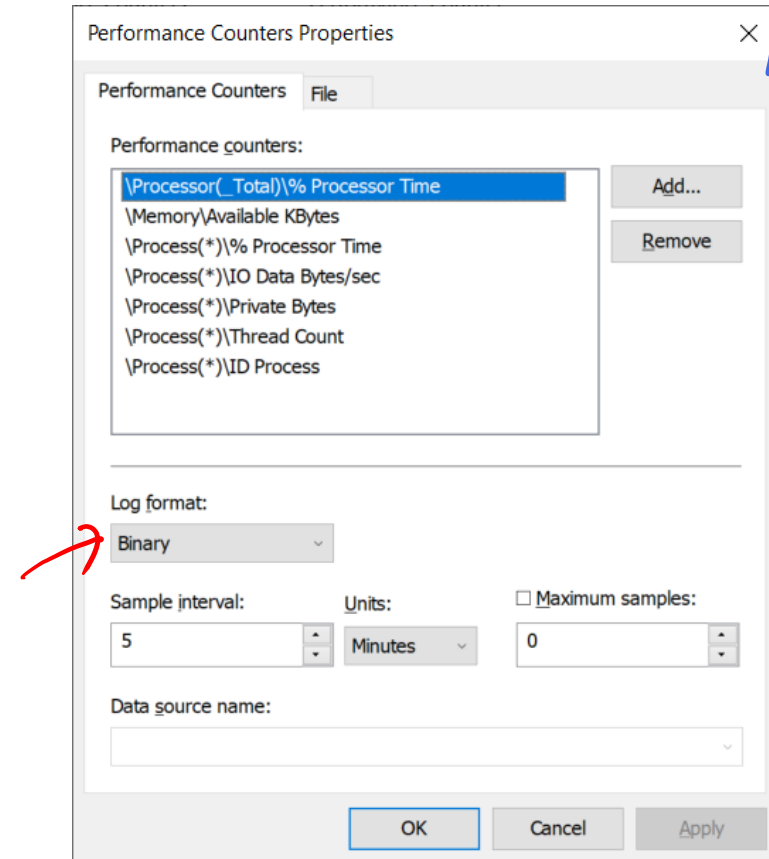 Performance Counters Properties
Performance Counters File
Performance counters:
\Processor(_Total)\% Processor Time
\Memory\Available KBytes
\Process(*)\% Processor Time
\Process(*)\IO Data Bytes/sec
\Process(*)\Private Bytes
\Process(*)\Thread Count
\Process(*)\ID Process
Add...
Remove
Log format:
Binary
Sample interval: Units: Maximum samples:
5 Minutes 0
Data source name:
OK Cancel Apply